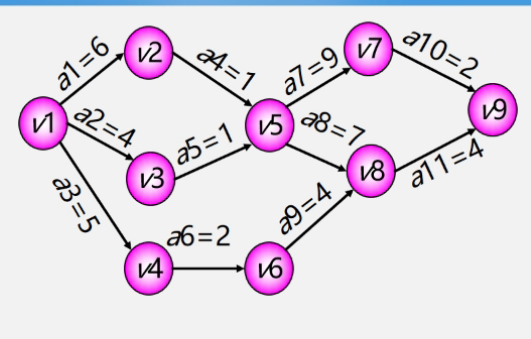 v1
v2
v3
v4
v5
v6
v7
v8
v9
a1=6
a2=4
a3=5
a4=1
a5=1
a6=2
a7=9
a8=7
a9=4
a10=2
a11=4